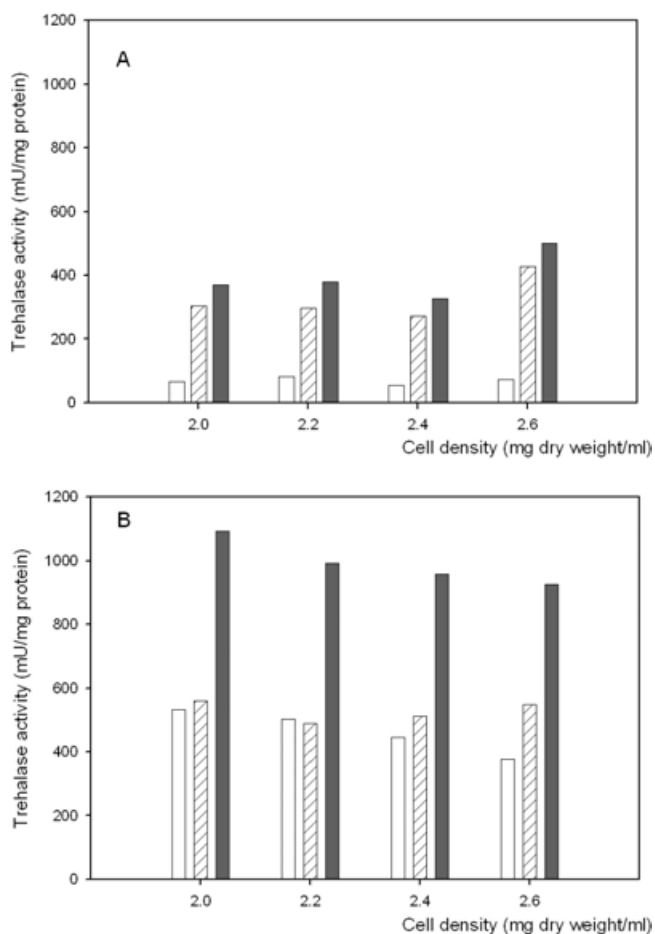 1200
A
1000
800
600
400
200
0
Trehalase activity (mU/mg protein)
2.0 2.2 2.4 2.6
Cell density (mg dry weight/ml)
1200
B
1000
800
600
400
200
0
Trehalase activity (mU/mg protein)
2.0 2.2 2.4 2.6
Cell density (mg dry weight/ml)